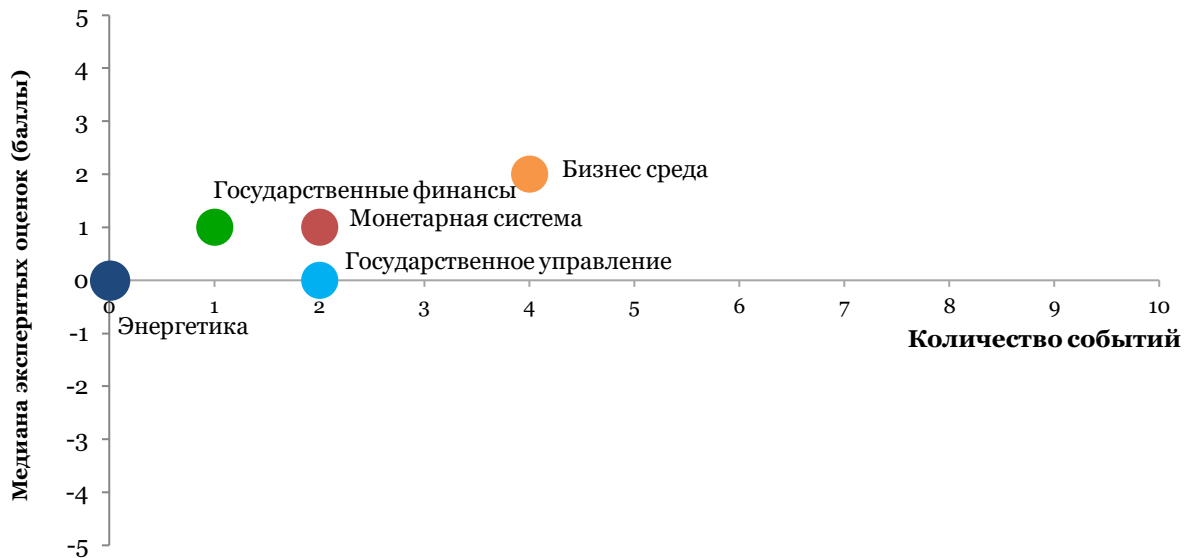 Медиана экспернтых оценок (баллы)
5
4
3
2
1
0
-1
-2
-3
-4
-5
Бизнес среда
Государственные финансы
Монетарная система
Государственное управление
Энергетика
0 1 2 3 4 5 6 7 8 9 10
Количество событий